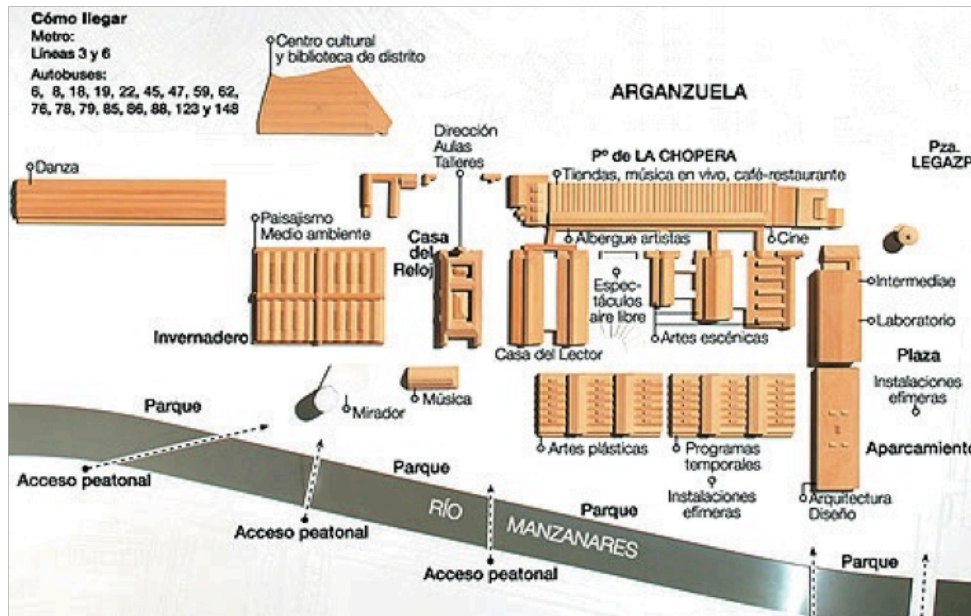 Cómo llegar
Metro:
Líneas 3 y 6
Autobuses:
6, 8, 18, 19, 22, 45, 47, 59, 62,
76, 78, 79, 85, 86, 88, 123 y 148
Centro cultural
y biblioteca de distrito
ARGANZUELA
Dirección
Aulas
Talleres
Pº de LA CHOPERA
Pza.
LEGAZP
Danza
Tiendas, música en vivo, café-restaurante
Paisajismo
Medio ambiente
Casa
del
Reloj
Albergue artistas
Cine
Espec-
táculos
aire libre
Intermediae
Laboratorio
Invernadero
Artes escénicas
Casa del Lector
Plaza
Instalaciones
efímeras
Parque
Mirador
Música
Artes plásticas
Programas
temporales
Aparcamiento
Parque
Acceso peatonal
Instalaciones
efímeras
Arquitectura
Diseño
RÍO MANZANARES
Parque
Acceso peatonal
Parque
Acceso peatonal